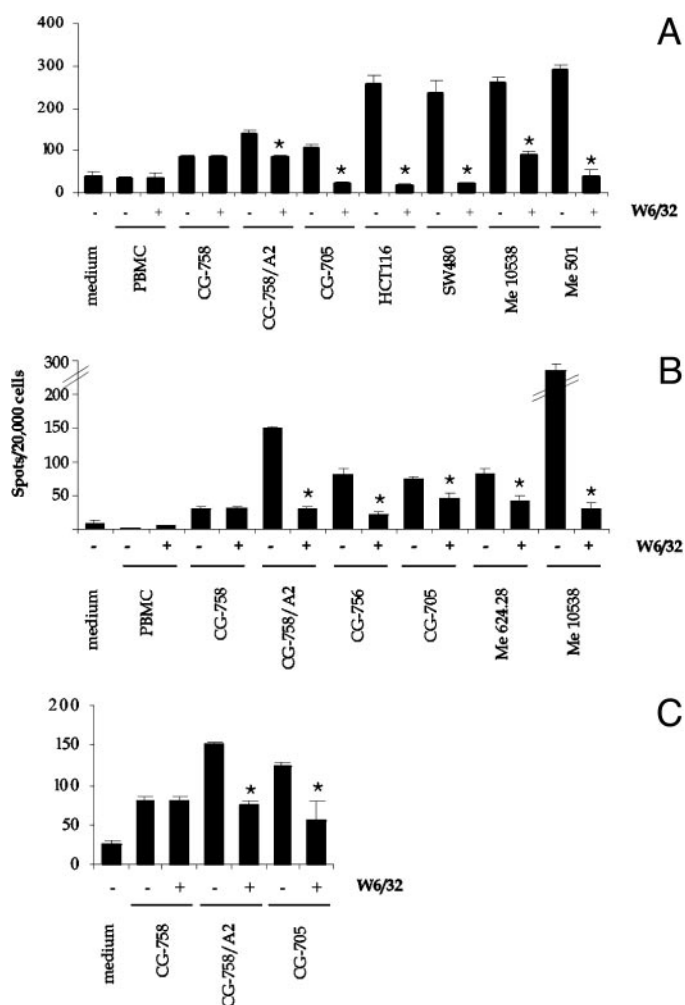 A
400
300
200
100
0
- - + - + - + - + - + - + - + - +
W6/32
medium
PBMC
CG-758
CG-758/A2
CG-705
HCT116
SW480
Me 10538
Me 501
* * * * * *
B
Spots/20,000 cells
300
200
150
100
50
- - + - + - + - + - + - + - +
W6/32
medium
PBMC
CG-758
CG-758/A2
CG-756
CG-705
Me 624.28
Me 10538
* * * * * *
C
200
150
100
50
0
- - + - + - +
W6/32
medium
CG-758
CG-758/A2
CG-705
* *